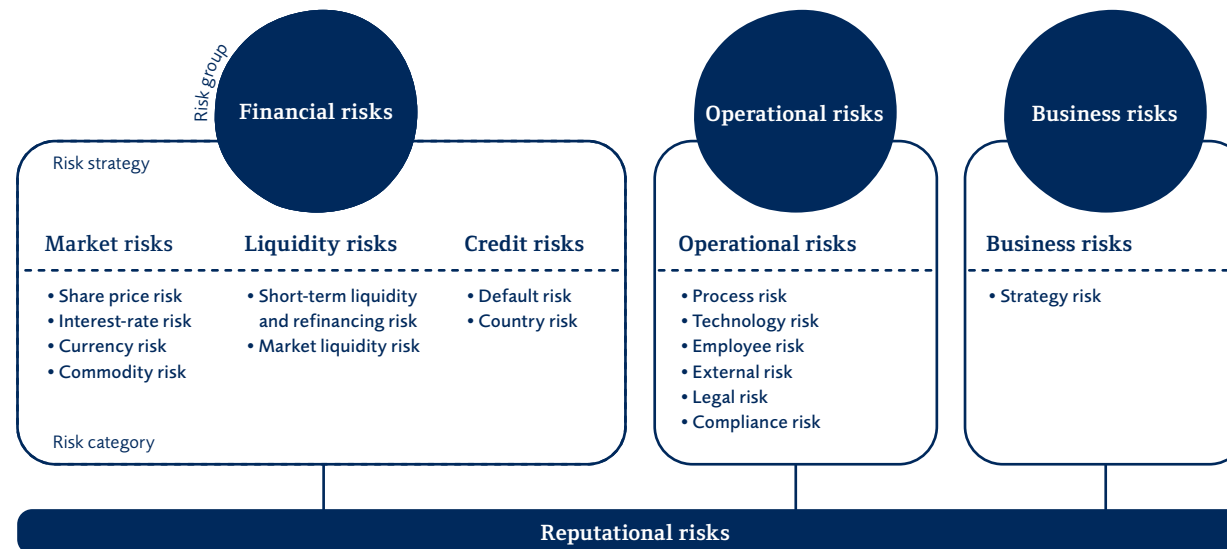 Risk group
Financial risks
Operational risks
Business risks
Risk strategy
Market risks
Liquidity risks
Credit risks
Operational risks
Business risks
• Share price risk
• Interest-rate risk
• Currency risk
• Commodity risk
• Short-term liquidity
and refinancing risk
• Market liquidity risk
• Default risk
• Country risk
• Process risk
• Technology risk
• Employee risk
• External risk
• Legal risk
• Compliance risk
• Strategy risk
Risk category
Reputational risks